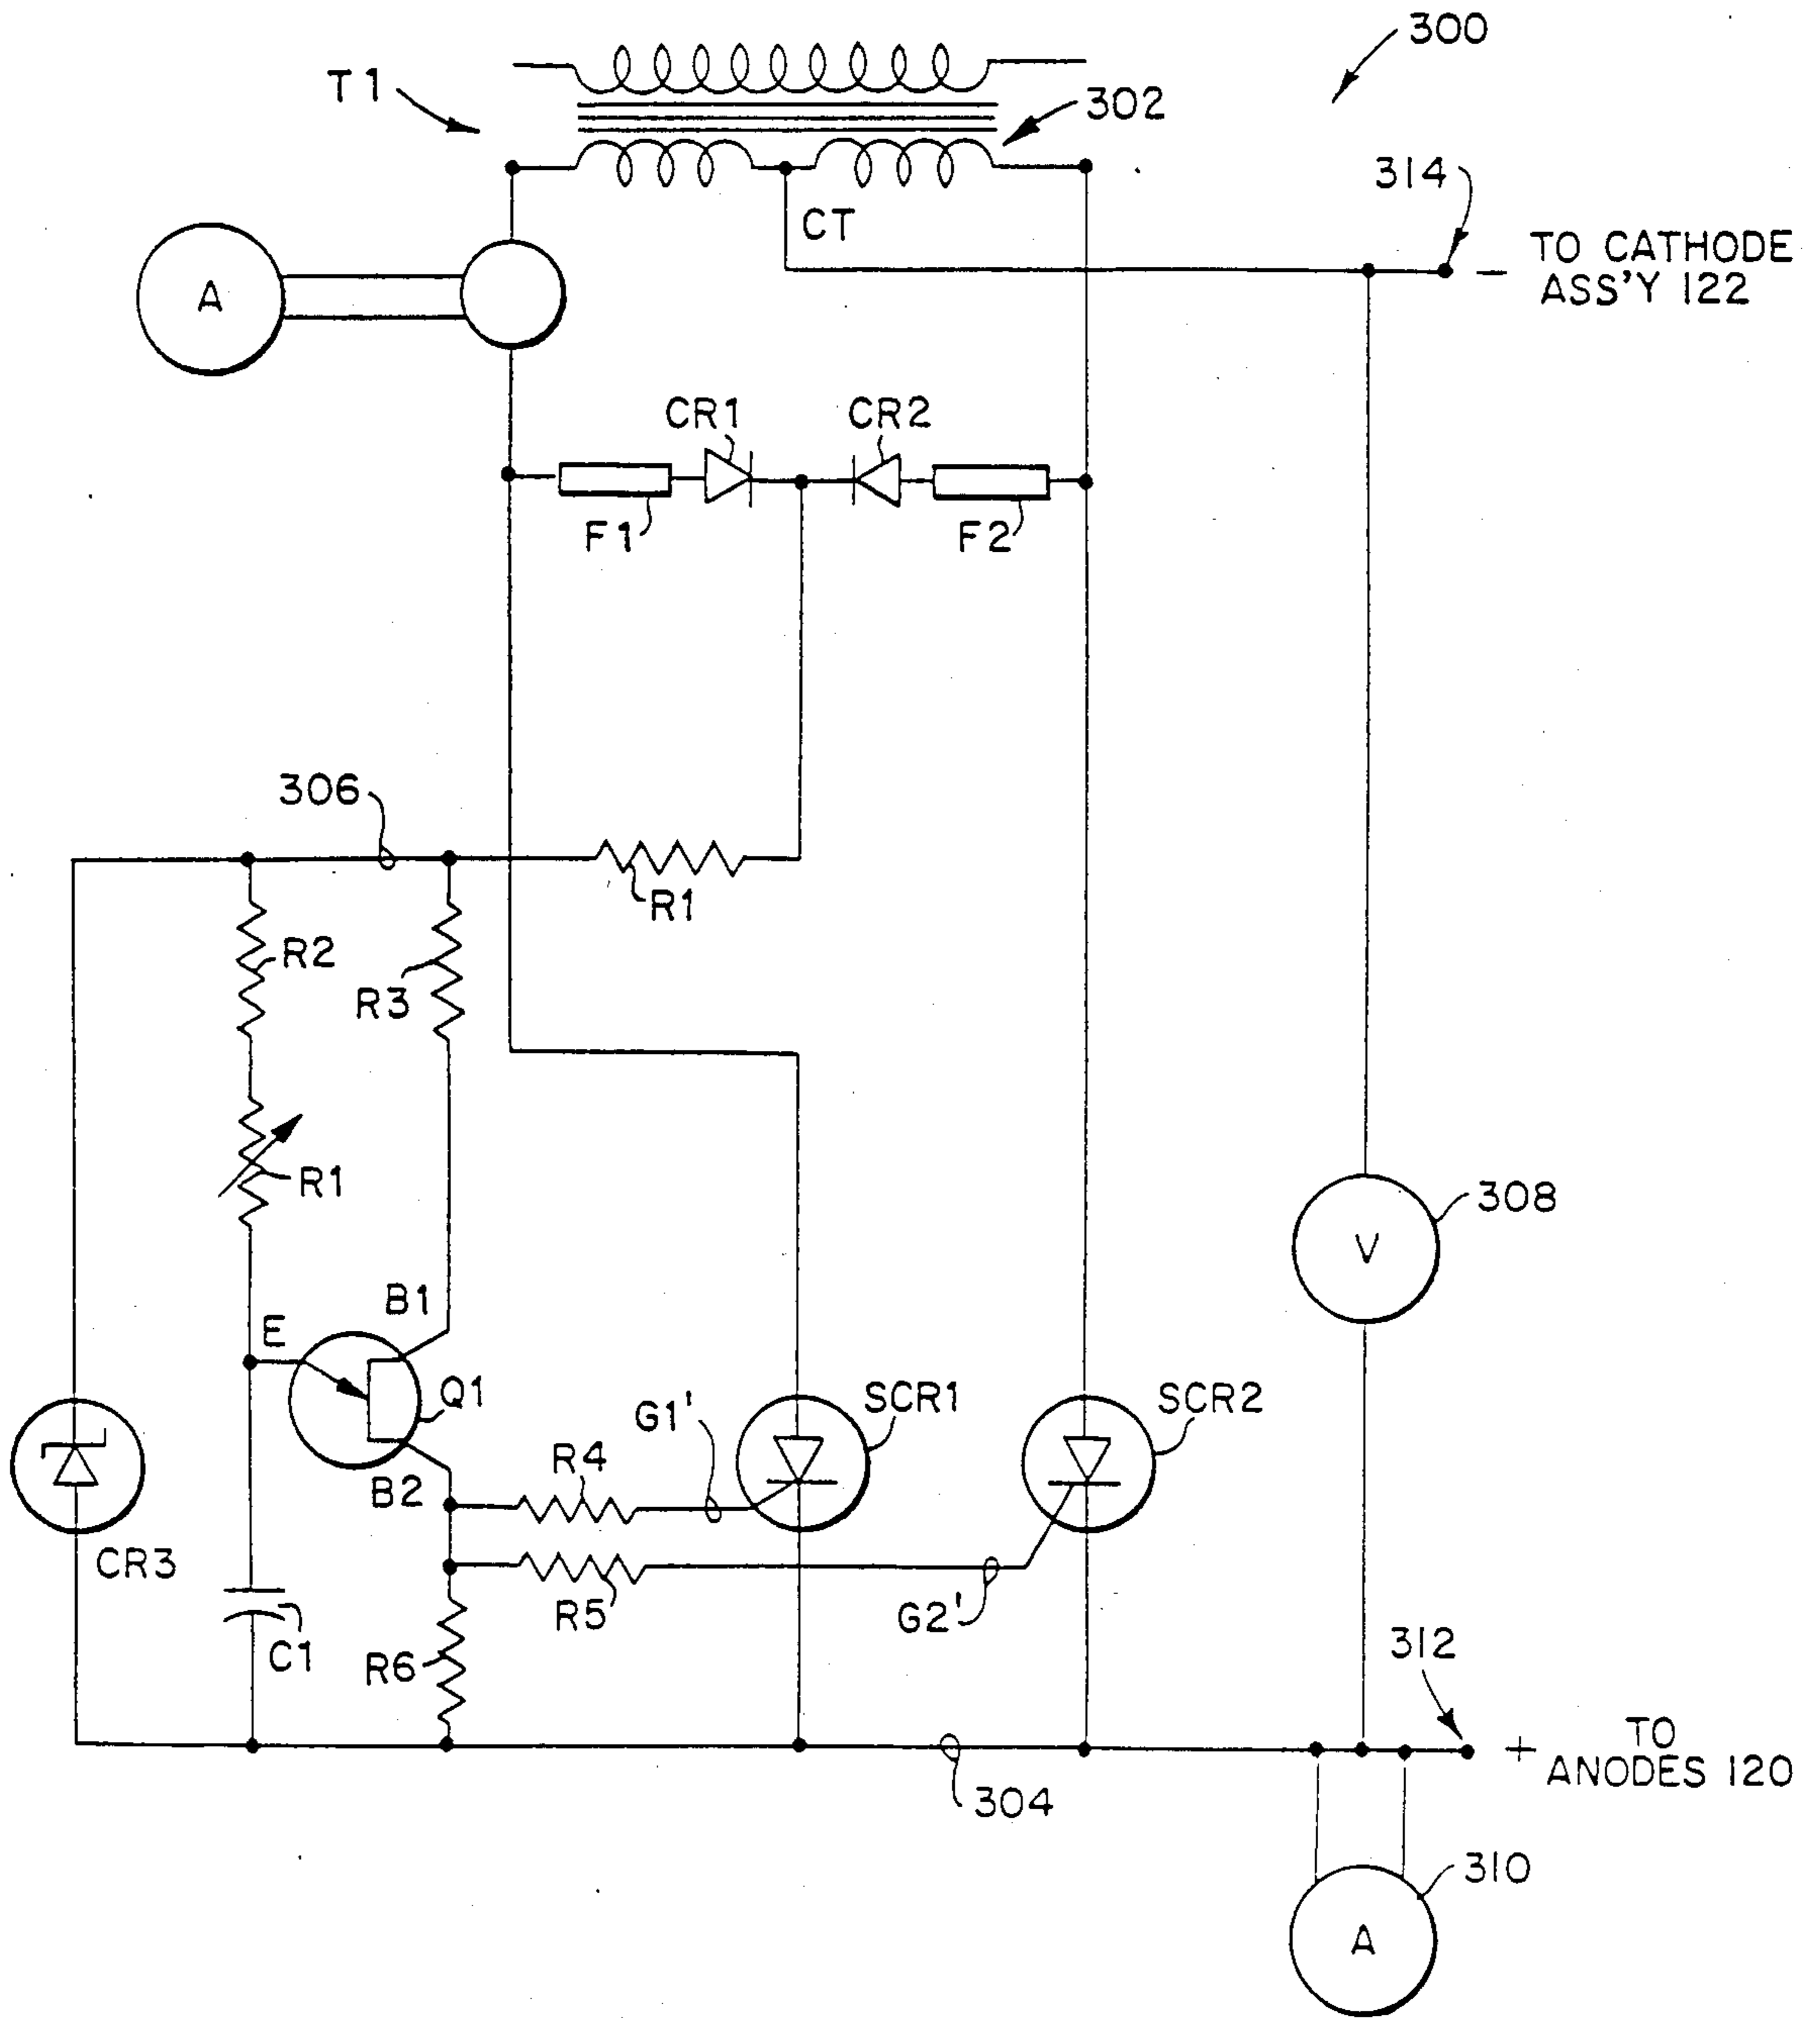 300
T1
302
314
CT
TO CATHODE
— ASS'Y 122
A
CR1
CR2
F1
F2
306
R1
R2
R3
R1
308
V
B1
E
Q1
SCR1
SCR2
G1'
R4
B2
CR3
R5
G2'
C1
R6
312
+ TO
ANODES 120
304
310
A